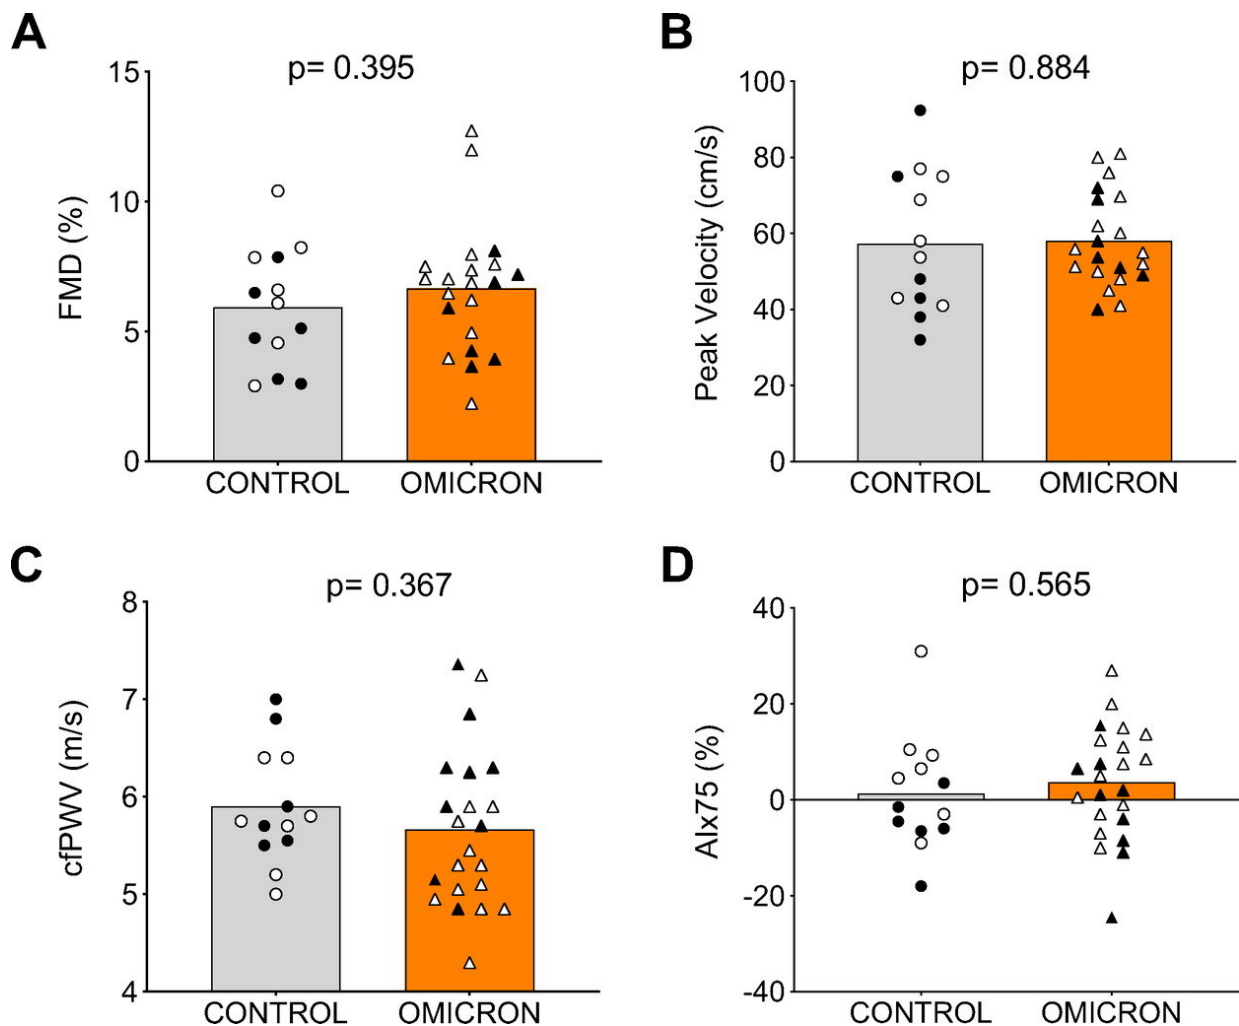 A
p= 0.395
FMD (%)
15
10
5
0
CONTROL
OMICRON
B
p= 0.884
Peak Velocity (cm/s)
100
80
60
40
20
0
CONTROL
OMICRON
C
p= 0.367
cfPWV (m/s)
8
7
6
5
4
CONTROL
OMICRON
D
p= 0.565
AIx75 (%)
40
20
0
-20
-40
CONTROL
OMICRON